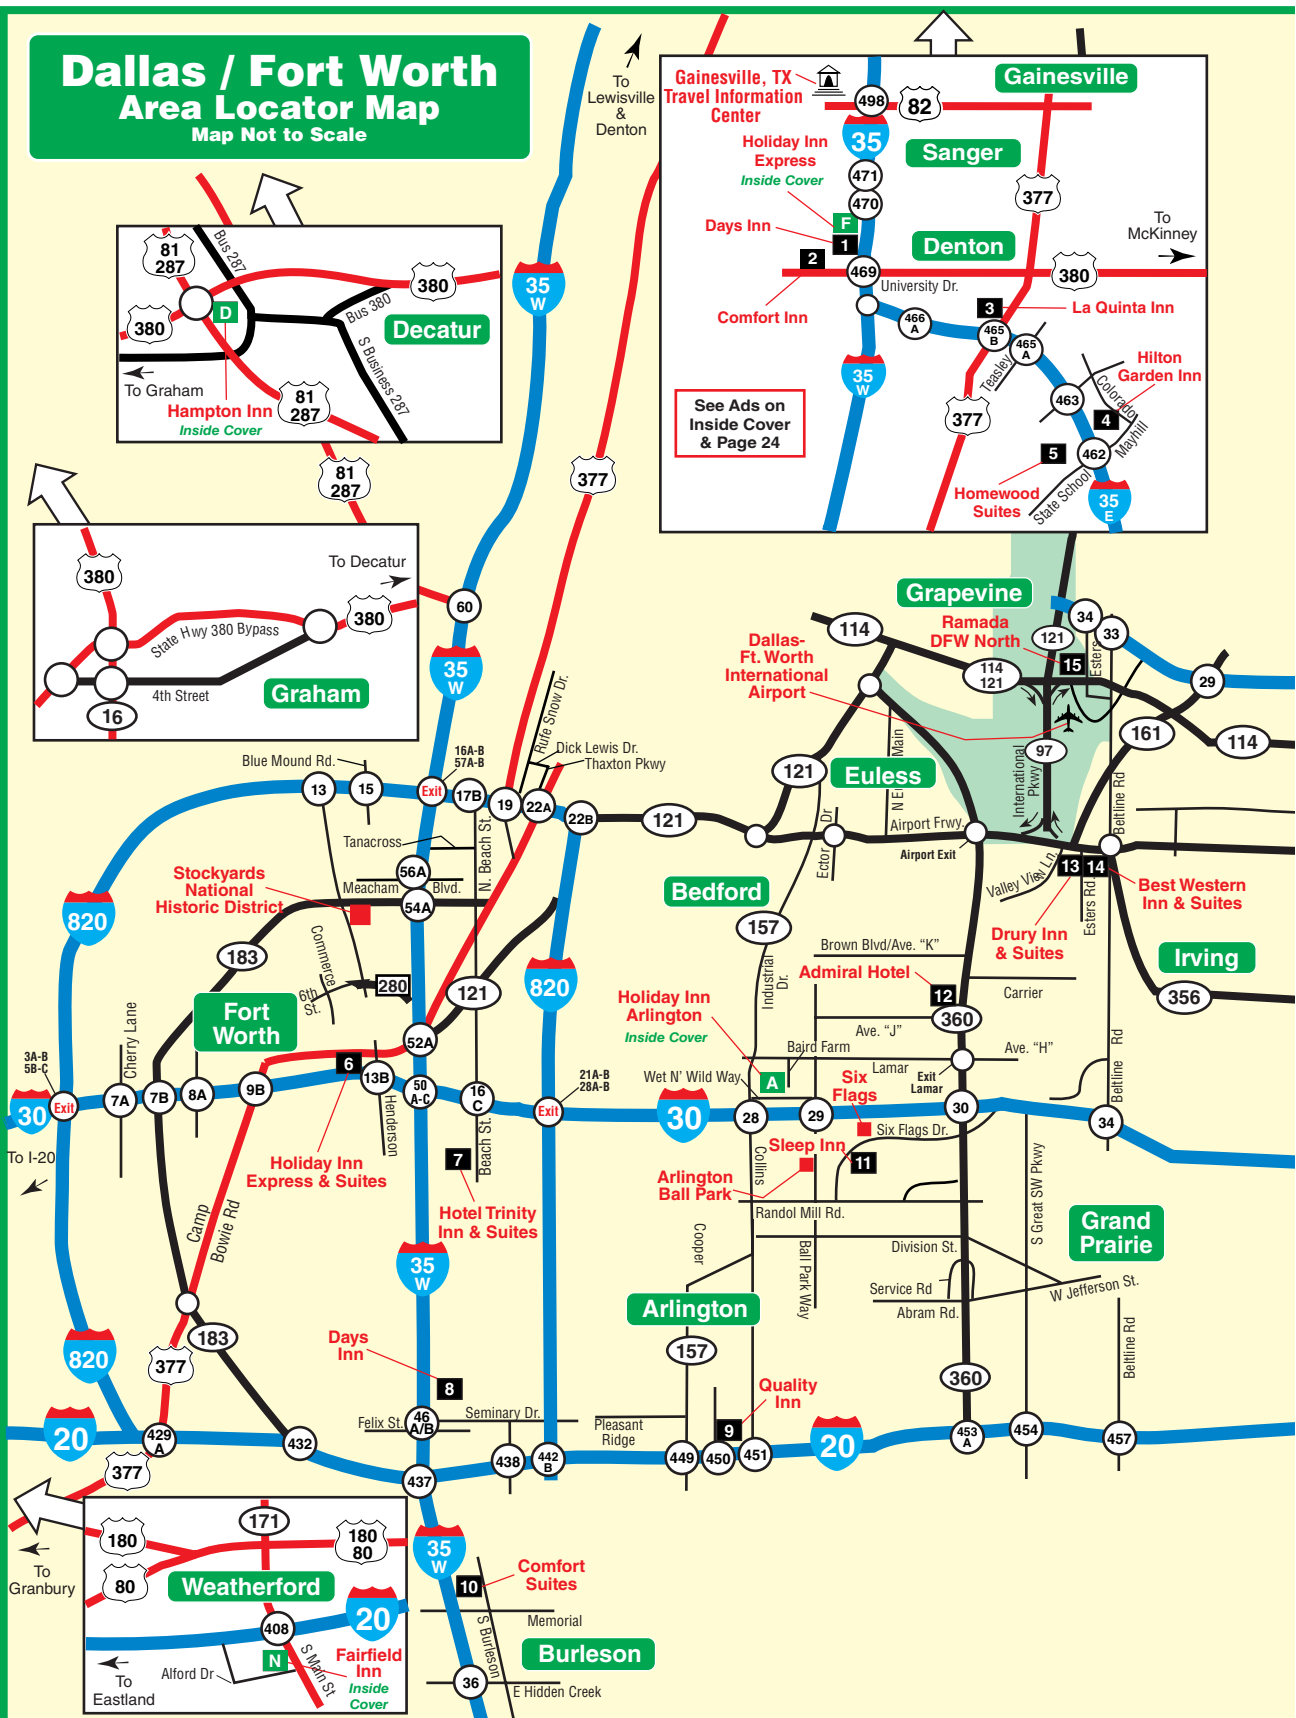 Dallas / Fort Worth
Area Locator Map
Map Not to Scale
To
Lewisville
&
Denton
Gainesville, TX
Travel Information
Center
498
82
Gainesville
35
Sanger
Holiday Inn
Express
Inside Cover
471
470
377
F
Days Inn
1
2
Denton
To
McKinney
469
380
University Dr.
Comfort Inn
3
La Quinta Inn
466
A
465
B
465
A
Teasley
Hilton
Garden Inn
Colorado
35
W
463
4
Mayhill
See Ads on
Inside Cover
& Page 24
377
5
462
Homewood
Suites
State School
35
E
81
287
Bus 287
380
D
Bus 380
380
Decatur
S Business 287
To Graham
81
287
Hampton Inn
Inside Cover
35
W
81
287
377
To Decatur
380
380
State Hwy 380 Bypass
4th Street
Graham
16
60
35
W
Grapevine
34
33
Ramada
DFW North
121
15
Esters
Dallas-
Ft. Worth
International
Airport
114
114
121
29
161
114
97
International
Pkwy
Rufe Snow Dr.
Dick Lewis Dr.
Thaxton Pkwy
Blue Mound Rd.
16A-B
57A-B
13
15
Exit
17B
19
22A
22B
121
121
Euless
Main
Airport Frwy.
Airport Exit
Ector Dr
Beltline Rd
Tanacross
N. Beach St.
56A
Meacham Blvd.
54A
Stockyards
National
Historic District
820
183
Commerce
280
6th
St.
121
820
Fort
Worth
52A
Bedford
157
Industrial
Dr.
Brown Blvd/Ave. “K”
Admiral Hotel
12
360
Carrier
Ave. “J”
Valley View Ln.
13
14
Esters Rd.
Best Western
Inn & Suites
Drury Inn
& Suites
Irving
356
Holiday Inn
Arlington
Inside Cover
Baird Farm
Ave. “H”
Lamar
Exit
Lamar
A
Wet N’ Wild Way
Six
Flags
Beltline Rd
3A-B
5B-C
Cherry Lane
30
Exit
7A
7B
8A
9B
6
13B
50
A-C
16
C
21A-B
28A-B
Exit
30
28
29
30
34
To I-20
Henderson
Beach St.
Holiday Inn
Express & Suites
7
Hotel Trinity
Inn & Suites
Six Flags Dr.
Sleep Inn
11
Arlington
Ball Park
Collins
Randol Mill Rd.
S Great SW Pkwy
Grand
Prairie
Camp
Bowie Rd
35
W
Cooper
Ball Park Way
Division St.
Service Rd
W Jefferson St.
Abram Rd.
Arlington
157
183
820
377
Days
Inn
8
360
Beltline Rd
Quality
Inn
20
429
A
432
Felix St.
46
A/B
Seminary Dr.
Pleasant
Ridge
9
20
453
A
454
457
437
438
442
B
449
450
451
377
To
Granbury
180
80
171
180
80
Weatherford
20
408
N
Fairfield
Inn
Inside
Cover
Alford Dr
S Main St
To
Eastland
35
W
10
Comfort
Suites
Memorial
S Burleson
Burleson
36
E Hidden Creek